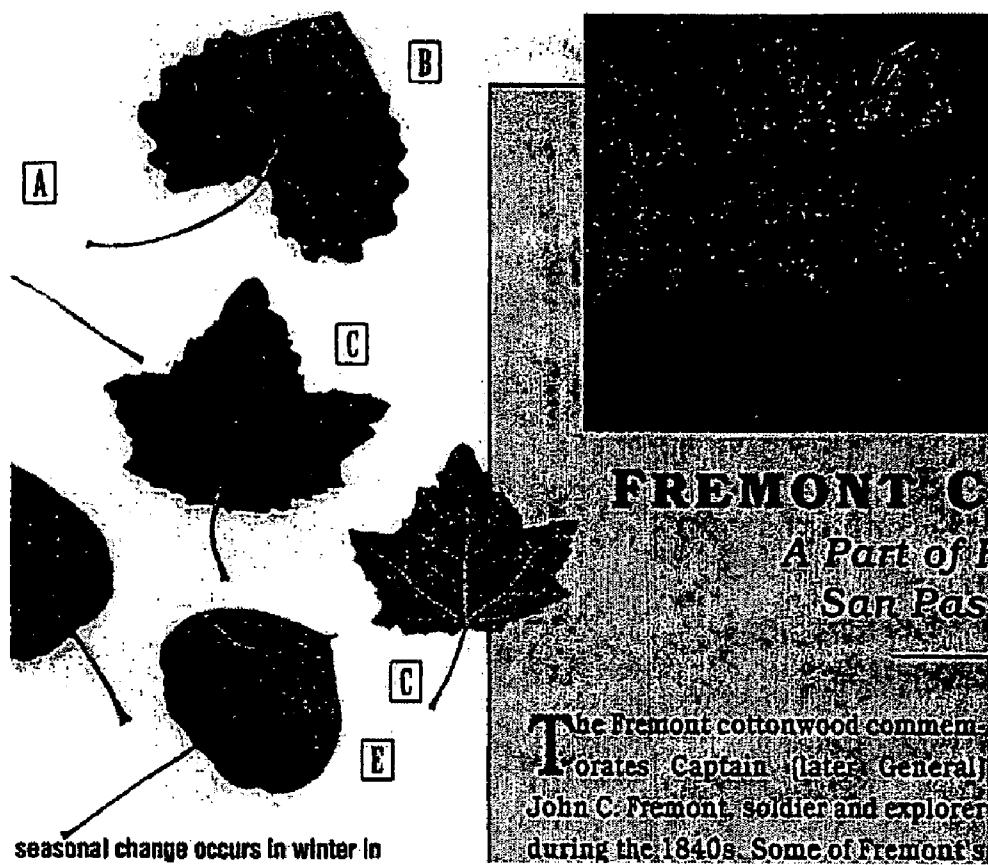 B
A
C
C
E
seasonal change occurs in winter in
FREMONT C
A Part of
San Pas
The Fremont cottonwood commem-
orates Captain (later General)
John C. Fremont, soldier and explorer
during the 1840s. Some of Fremont's